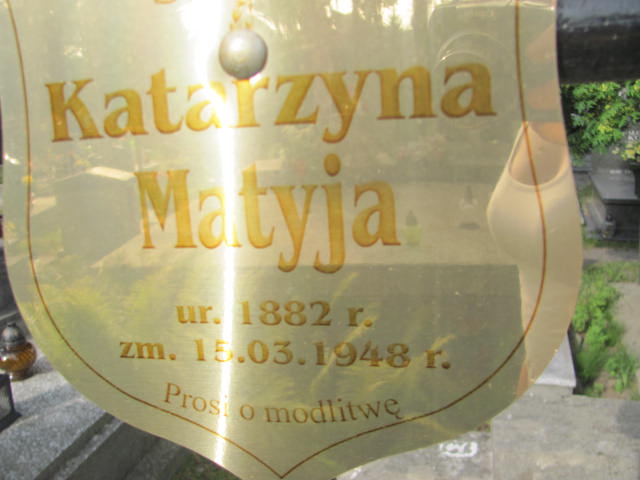 Katarzyna
Matyja
ur. 1882 r.
zm. 15.03.1948 r.
Prosi o modlitwę